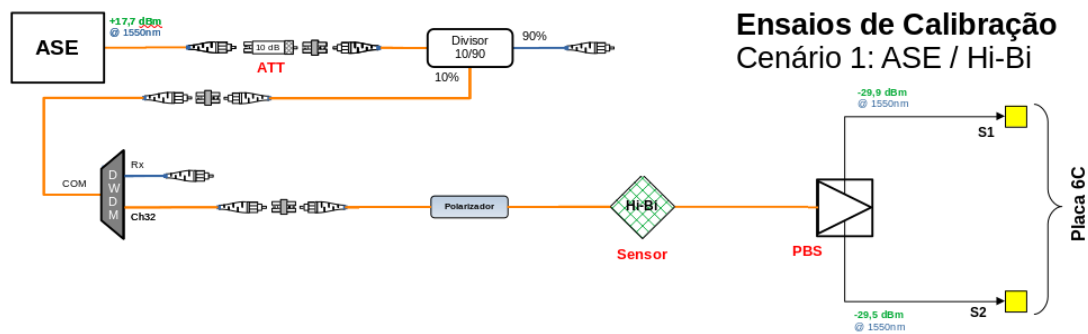 Ensaios de Calibração
Cenário 1: ASE / Hi-Bi
ASE
+17,7 dBm
@ 1550nm
10 dB
ATT
Divisor
10/90
90%
10%
COM
DWDM
Rx
Ch32
Polarizador
Hi-Bi
Sensor
PBS
-29,9 dBm
@ 1550nm
S1
S2
-29,5 dBm
@ 1550nm
Placa 6C